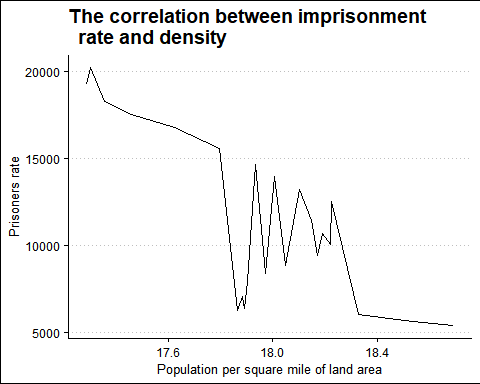 The correlation between imprisonment
rate and density
20000
15000
10000
5000
Prisoners rate
17.6 18.0 18.4
Population per square mile of land area